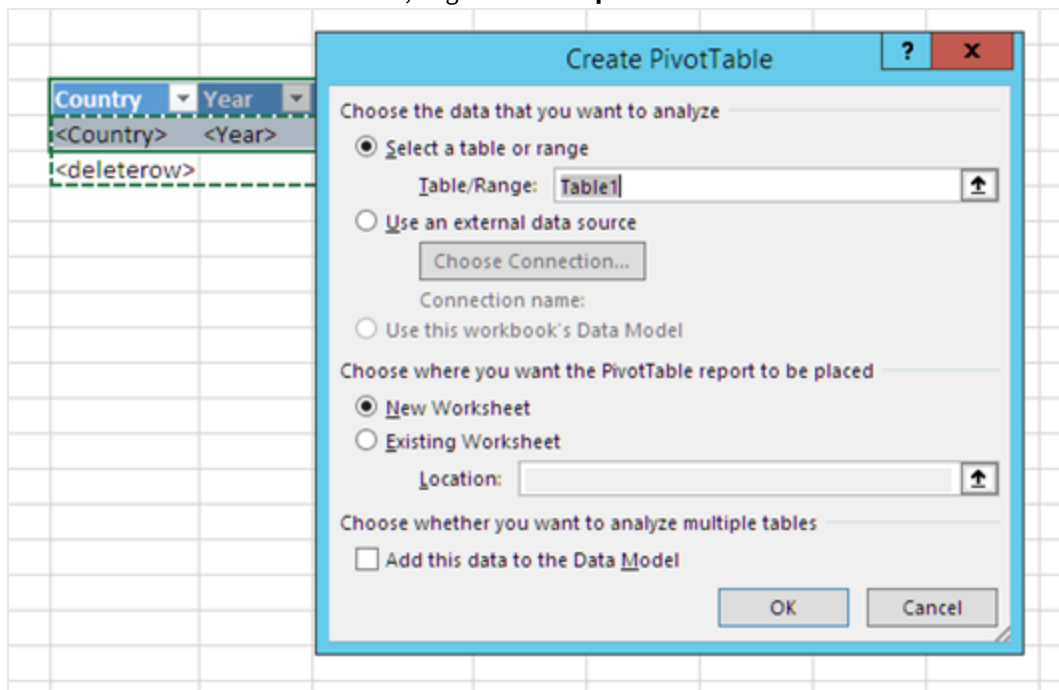 Create PivotTable
? x
Country Year
<Country> <Year>
<deleterow>
Choose the data that you want to analyze
Select a table or range
Table/Range: Table1
Use an external data source
Choose Connection...
Connection name:
Use this workbook's Data Model
Choose where you want the PivotTable report to be placed
New Worksheet
Existing Worksheet
Location:
Choose whether you want to analyze multiple tables
Add this data to the Data Model
OK Cancel